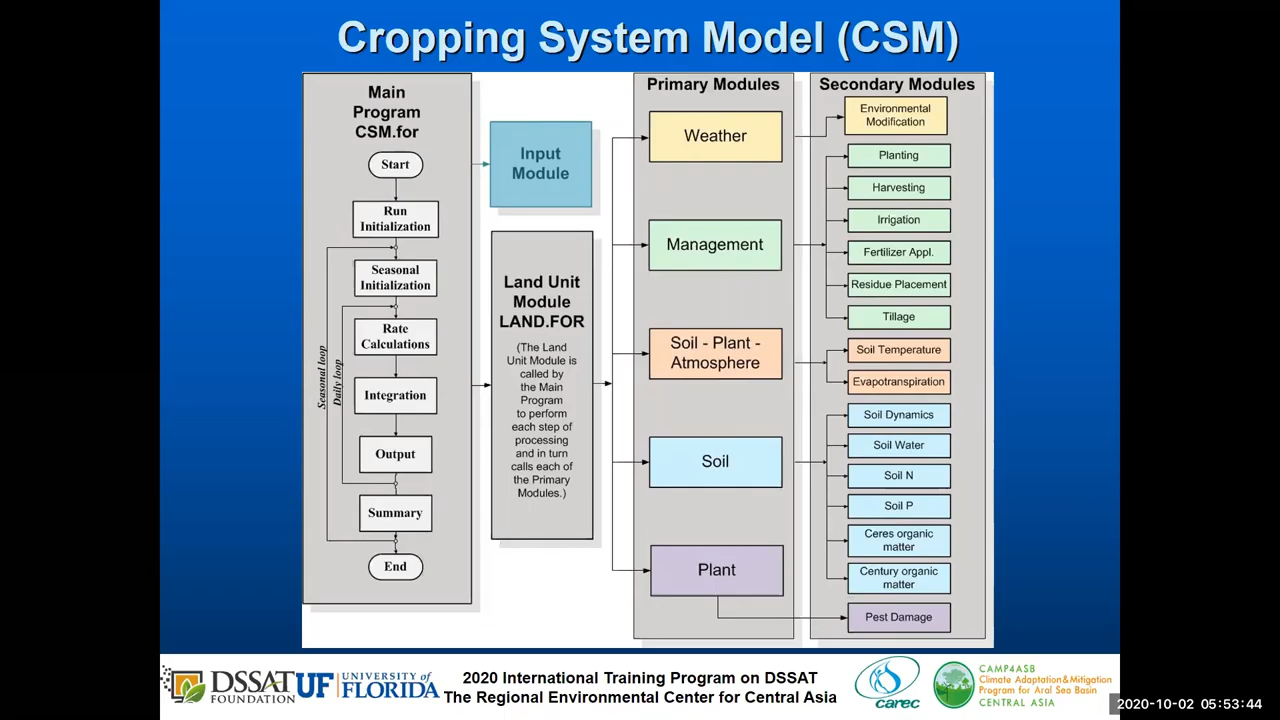 Cropping System Model (CSM)
Main
Program
CSM.for
Start
Run
Initialization
Seasonal
Initialization
Rate
Calculations
Integration
Output
Summary
End
Seasonal loop
Daily loop
Input
Module
Land Unit
Module
LAND.FOR
(The Land
Unit Module is
called by
the Main
Program
to perform
each step of
processing
and in turn
calls each of
the Primary
Modules.)
Primary Modules
Weather
Management
Soil - Plant -
Atmosphere
Soil
Plant
Secondary Modules
Environmental
Modification
Planting
Harvesting
Irrigation
Fertilizer Appl.
Residue Placement
Tillage
Soil Temperature
Evapotranspiration
Soil Dynamics
Soil Water
Soil N
Soil P
Ceres organic
matter
Century organic
matter
Pest Damage
DSSAT
FOUNDATION
UF UNIVERSITY of
FLORIDA
2020 International Training Program on DSSAT
The Regional Environmental Center for Central Asia
carec
CAMP4ASB
Climate Adaptation & Mitigation
Program for Aral Sea Basin
CENTRAL ASIA
2020-10-02 05:53:44